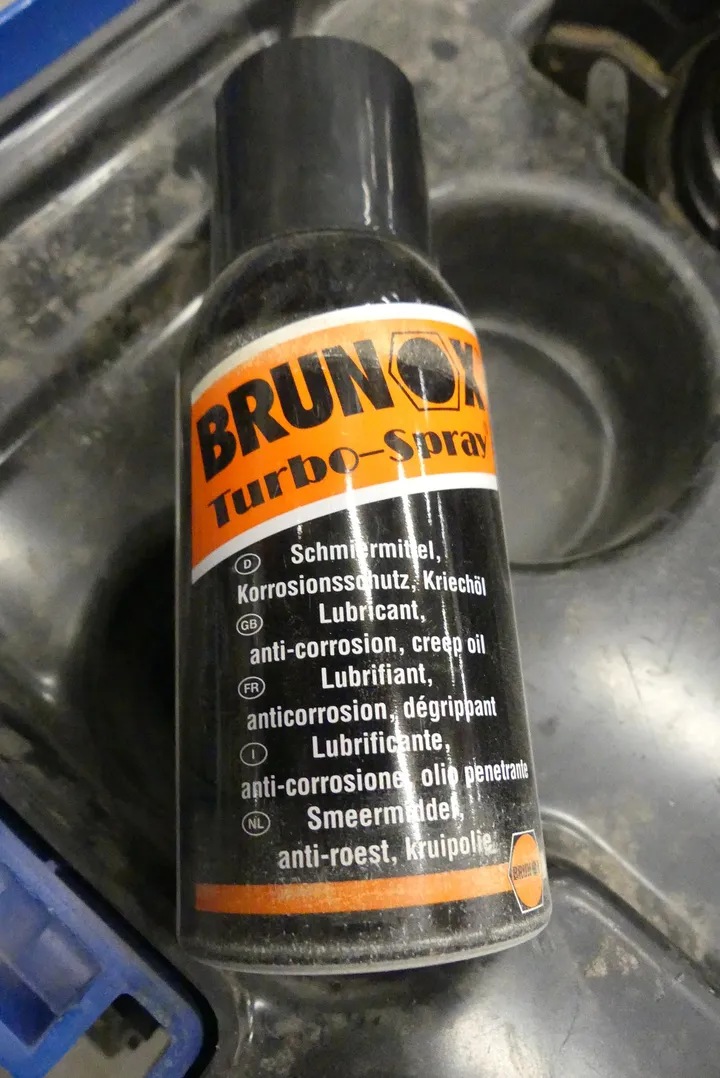 BRUNOX
Turbo-Spray
D Schmiermittel,
Korrosionsschutz, Kriechöl
GB Lubricant,
anti-corrosion, creep oil
FR Lubrifiant,
anticorrosion, dégrippant
I Lubrificante,
anti-corrosione, olio penetrante
NL Smeermiddel,
anti-roest, kruipolie
BRUNOX